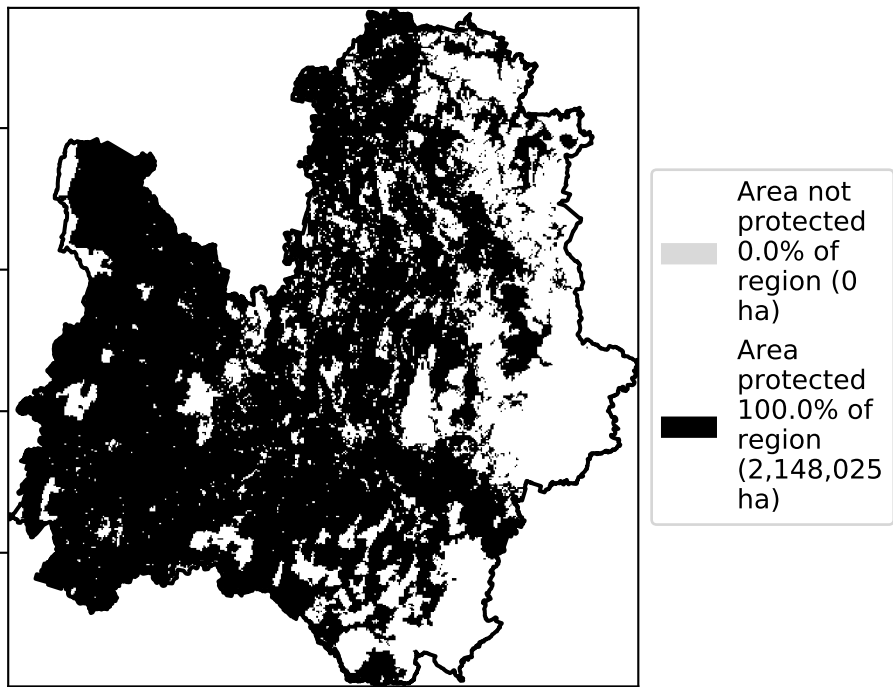 Area not
protected
0.0% of
region (0
ha)
Area
protected
100.0% of
region
(2,148,025
ha)